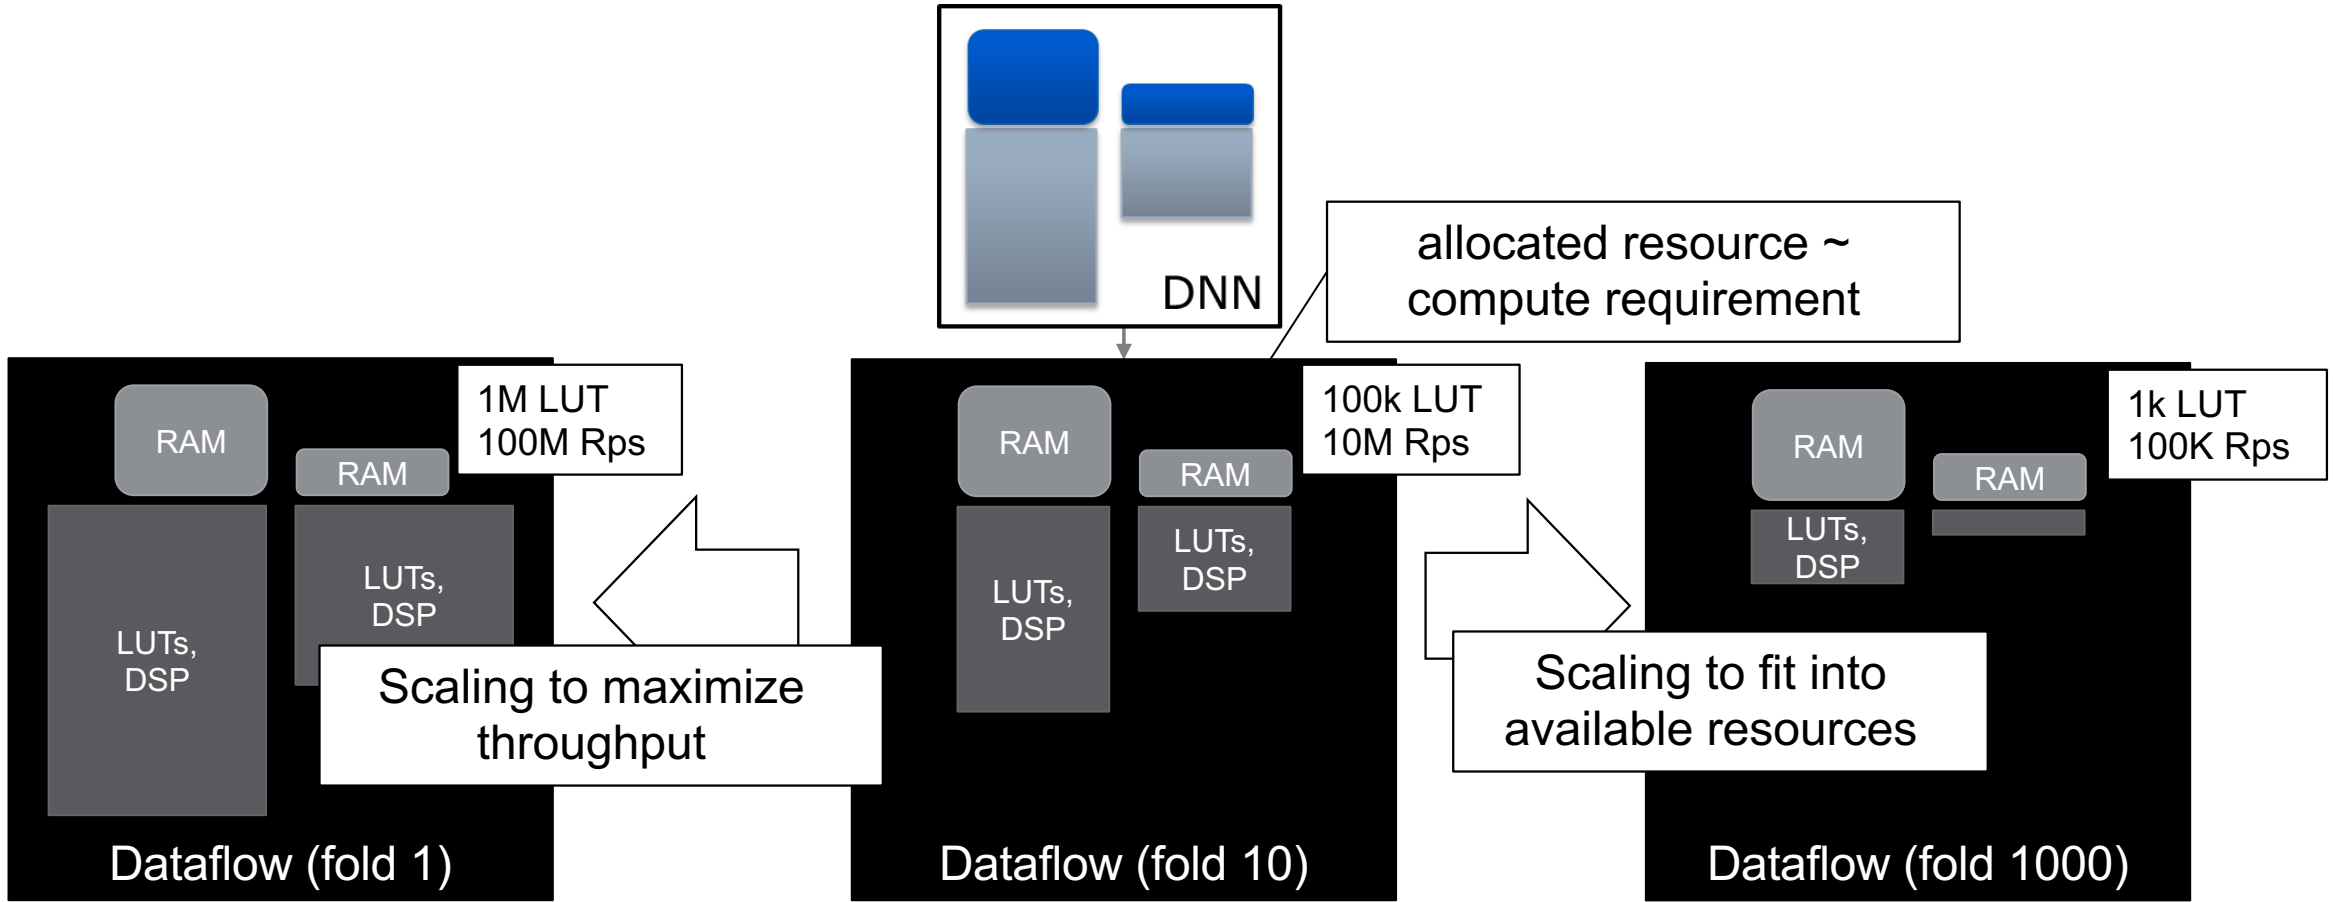 DNN
allocated resource ~
compute requirement
RAM
RAM
1M LUT
100M Rps
LUTs,
DSP
LUTs,
DSP
Scaling to maximize
throughput
Dataflow (fold 1)
RAM
RAM
100k LUT
10M Rps
LUTs,
DSP
LUTs,
DSP
Dataflow (fold 10)
RAM
RAM
1k LUT
100K Rps
LUTs,
DSP
Scaling to fit into
available resources
Dataflow (fold 1000)